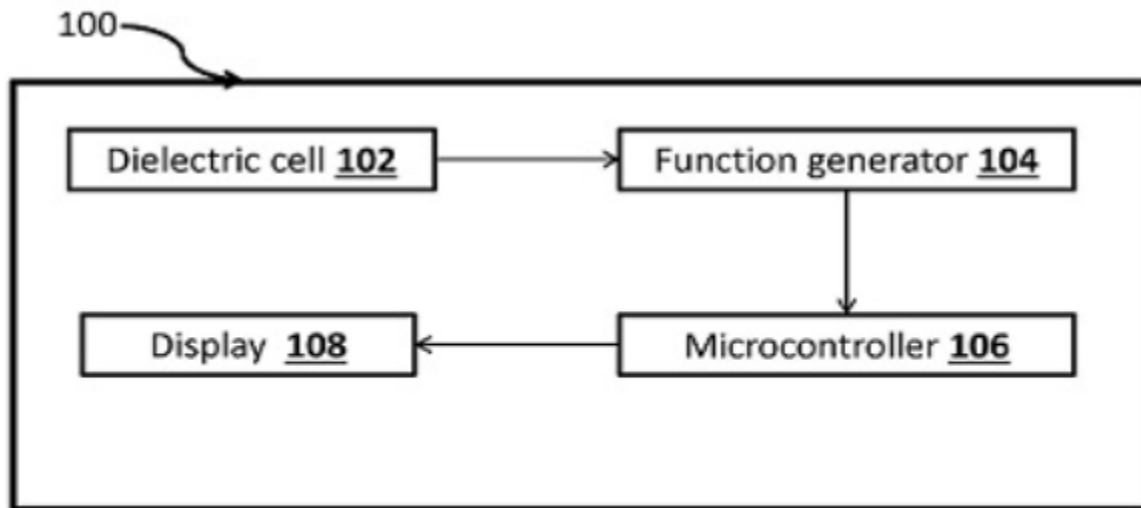 100
Dielectric cell 102
Function generator 104
Display 108
Microcontroller 106